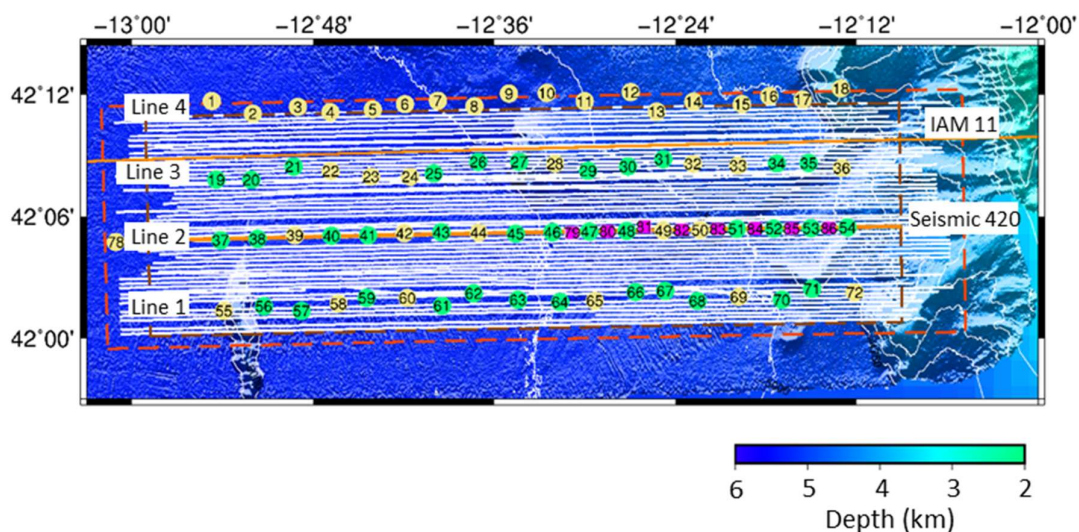 −13°00' −12°48' −12°36' −12°24' −12°12' −12°00'
42°12'
42°06'
42°00'
Line 4
1 2 3 4 5 6 7 8 9 10 11 12 13 14 15 16 17 18
IAM 11
Line 3
19 20 21 22 23 24 25 26 27 28 29 30 31 32 33 34 35 36
Seismic 420
Line 2
78 37 38 39 40 41 42 43 44 45 46 79 47 80 48 81 49 82 50 83 51 84 52 85 53 86 54
Line 1
55 56 57 58 59 60 61 62 63 64 65 66 67 68 69 70 71 72
6 5 4 3 2
Depth (km)